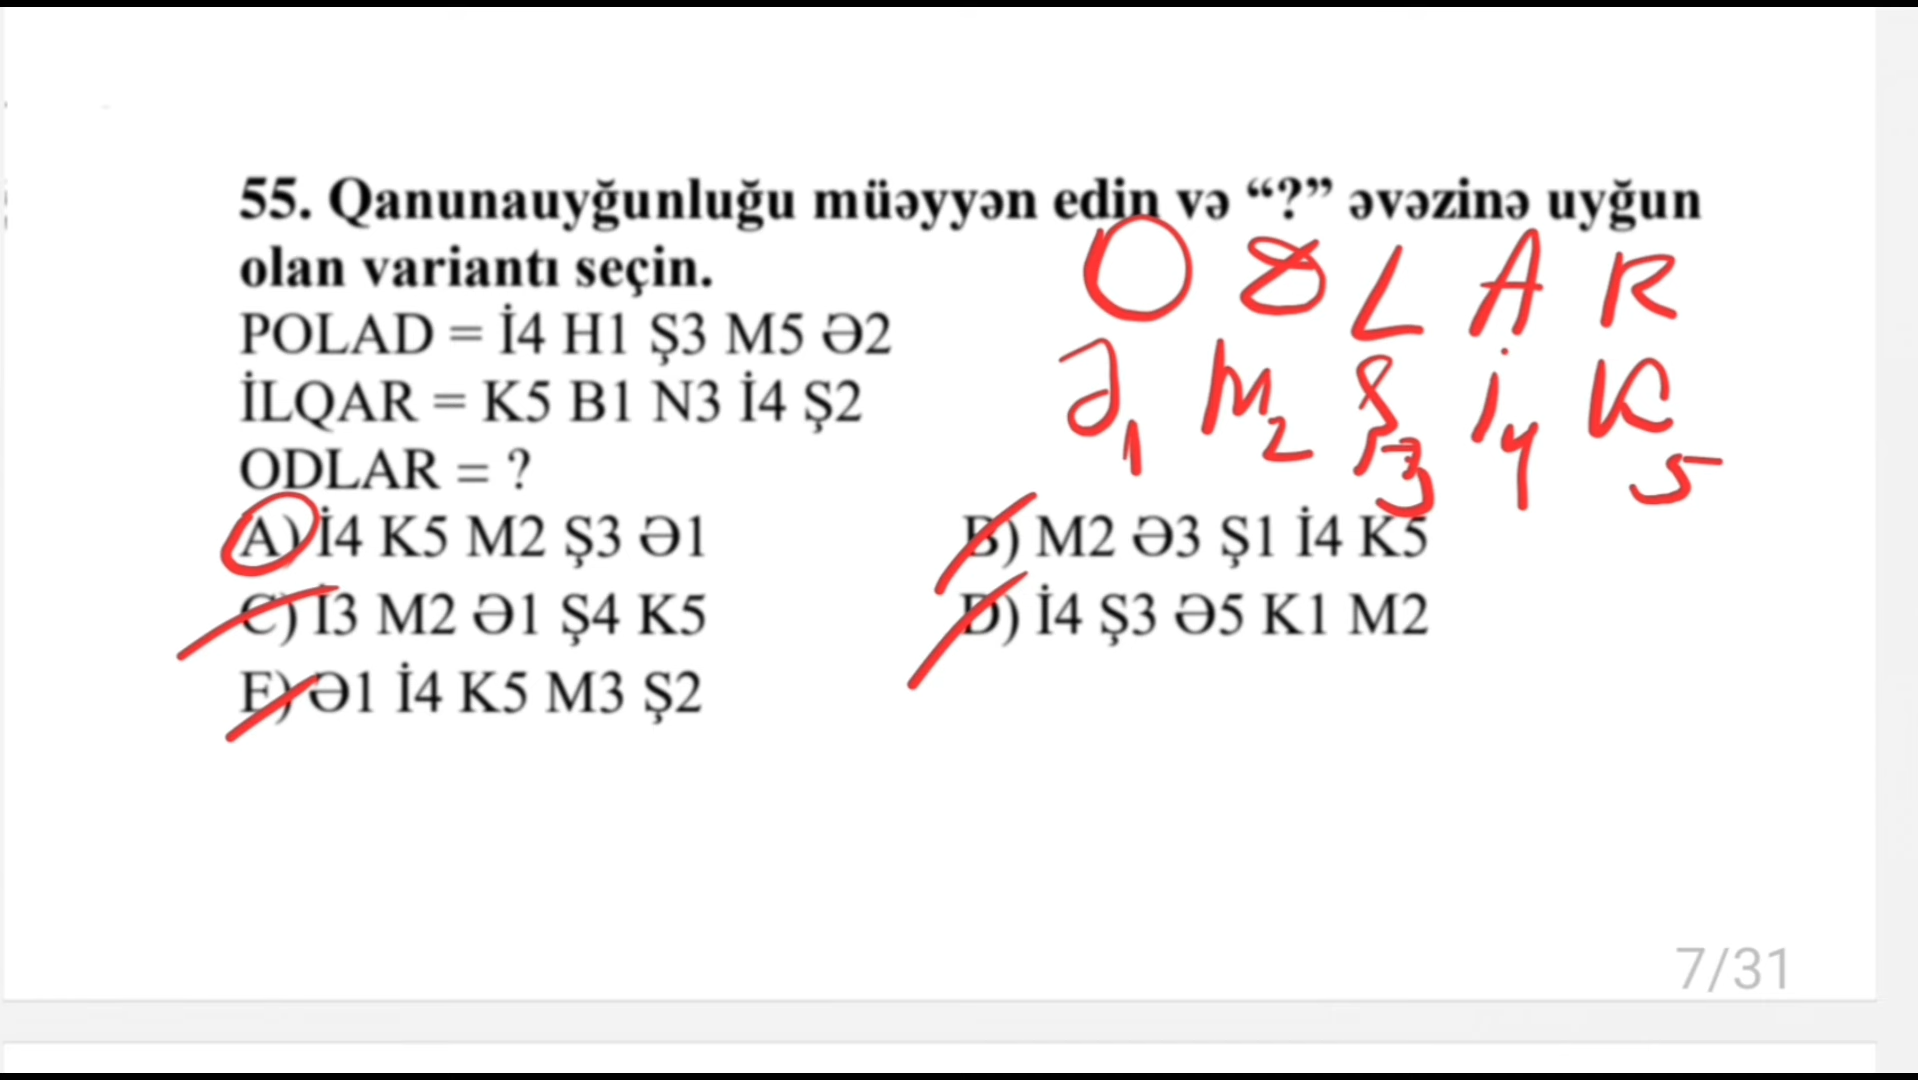 55. Qanunauyğunluğu müəyyən edin və “?” əvəzinə uyğun
olan variantı seçin.
O D L A R
POLAD = İ4 H1 Ş3 M5 Ə2
Ə1 M2 Ş3 İ4 K5
İLQAR = K5 B1 N3 İ4 Ş2
ODLAR = ?
A) İ4 K5 M2 Ş3 Ə1
B) M2 Ə3 Ş1 İ4 K5
C) İ3 M2 Ə1 Ş4 K5
D) İ4 Ş3 Ə5 K1 M2
E) Ə1 İ4 K5 M3 Ş2
7/31